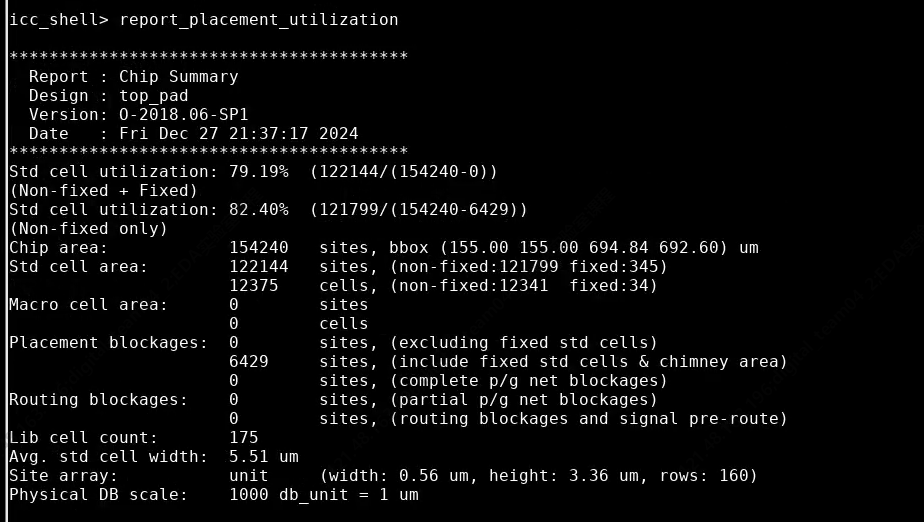 icc_shell> report_placement_utilization
****************************************
Report : Chip Summary
Design : top_pad
Version: O-2018.06-SP1
Date   : Fri Dec 27 21:37:17 2024
****************************************
Std cell utilization: 79.19%  (122144/(154240-0))
(Non-fixed + Fixed)
Std cell utilization: 82.40%  (121799/(154240-6429))
(Non-fixed only)
Chip area:            154240   sites, bbox (155.00 155.00 694.84 692.60) um
Std cell area:        122144   sites, (non-fixed:121799 fixed:345)
                      12375    cells, (non-fixed:12341  fixed:34)
Macro cell area:      0        sites
                      0        cells
Placement blockages:  0        sites, (excluding fixed std cells)
                      6429     sites, (include fixed std cells & chimney area)
                      0        sites, (complete p/g net blockages)
Routing blockages:    0        sites, (partial p/g net blockages)
                      0        sites, (routing blockages and signal pre-route)
Lib cell count:       175
Avg. std cell width:  5.51 um
Site array:           unit     (width: 0.56 um, height: 3.36 um, rows: 160)
Physical DB scale:    1000 db_unit = 1 um